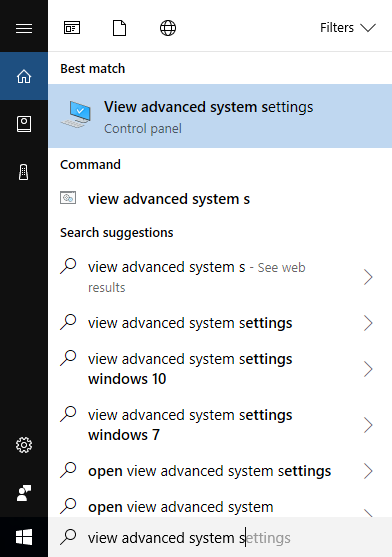 Filters
Best match
View advanced system settings
Control panel
Command
view advanced system s
Search suggestions
view advanced system s - See web
results
view advanced system settings
view advanced system settings
windows 10
view advanced system settings
windows 7
open view advanced system settings
open view advanced system
view advanced system settings